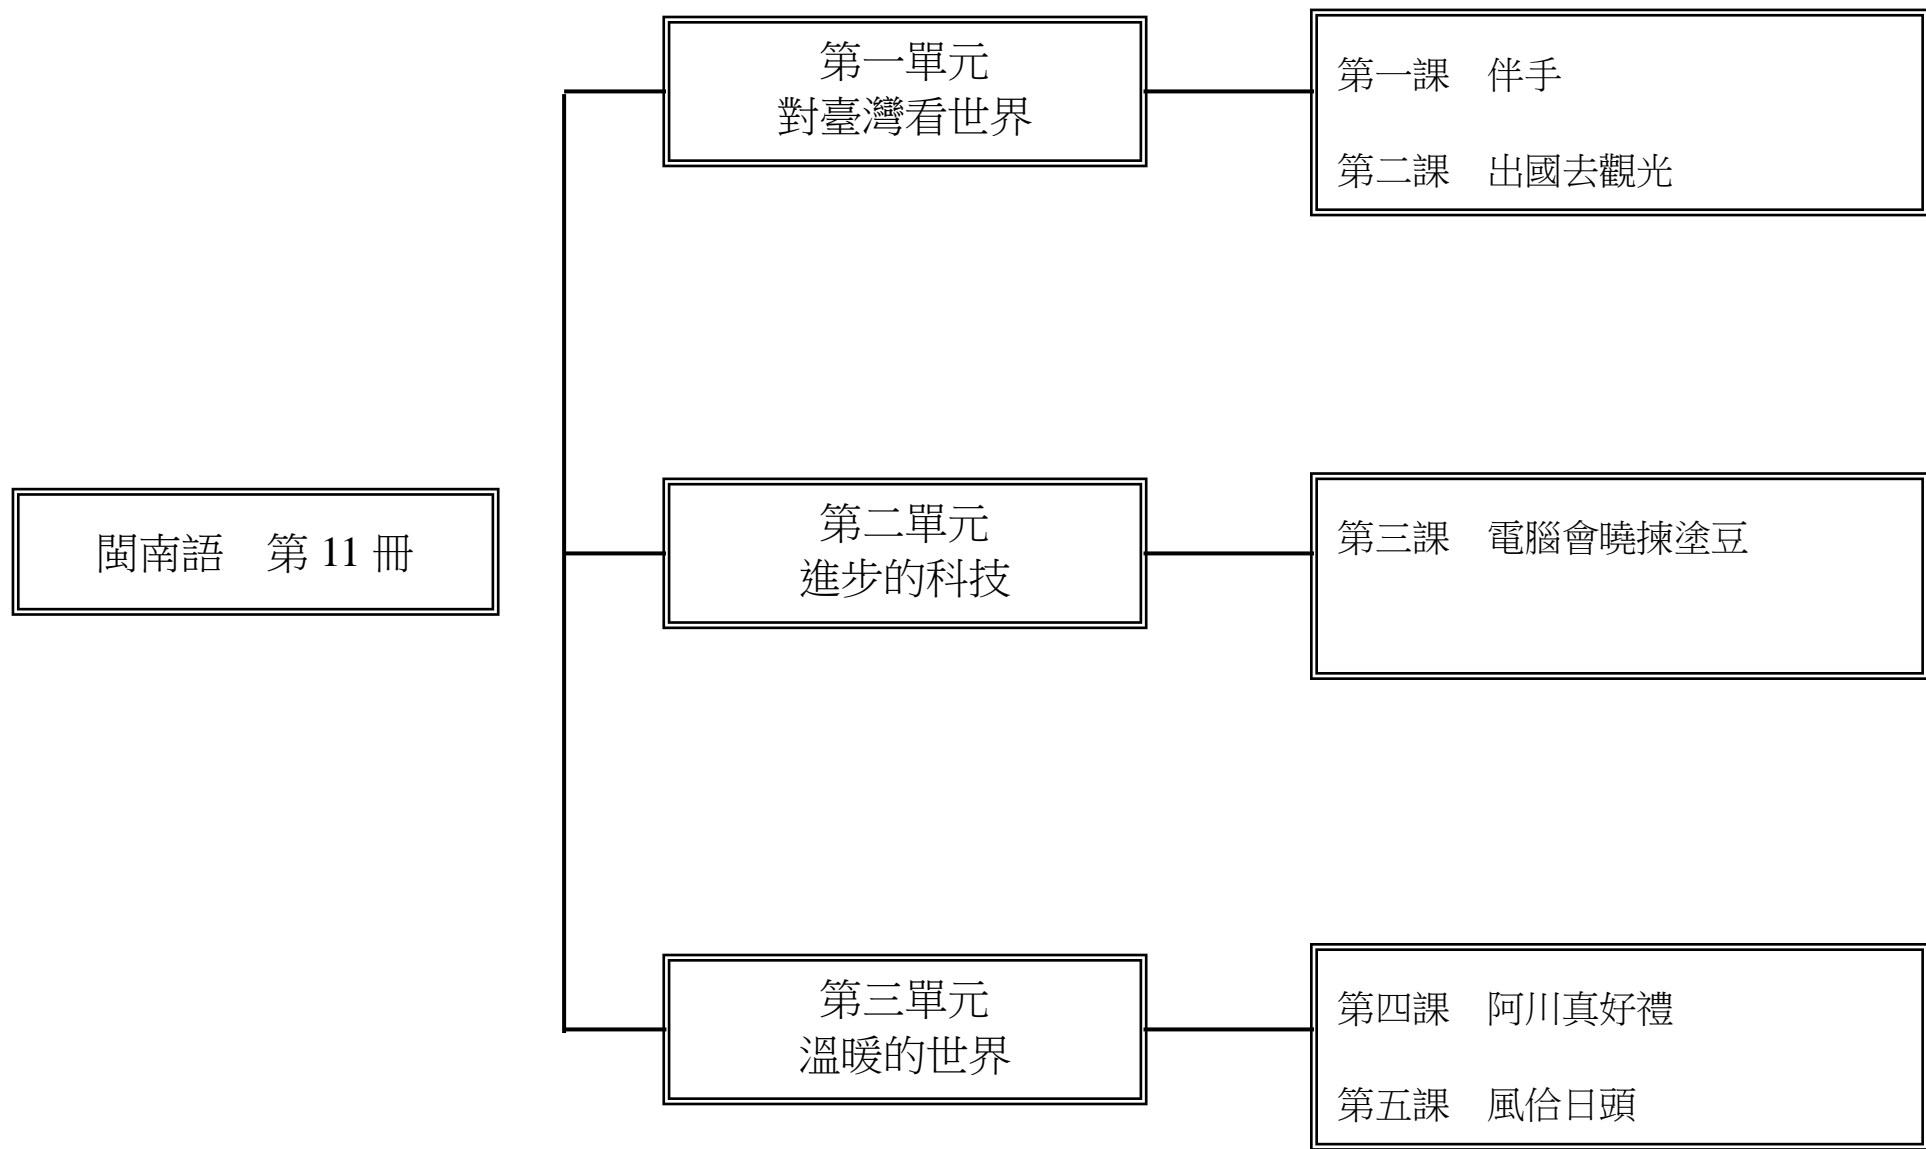 閩南語　第 11 冊
第一單元
對臺灣看世界
第一課　伴手
第二課　出國去觀光
第二單元
進步的科技
第三課　電腦會曉揀塗豆
第三單元
溫暖的世界
第四課　阿川真好禮
第五課　風佮日頭